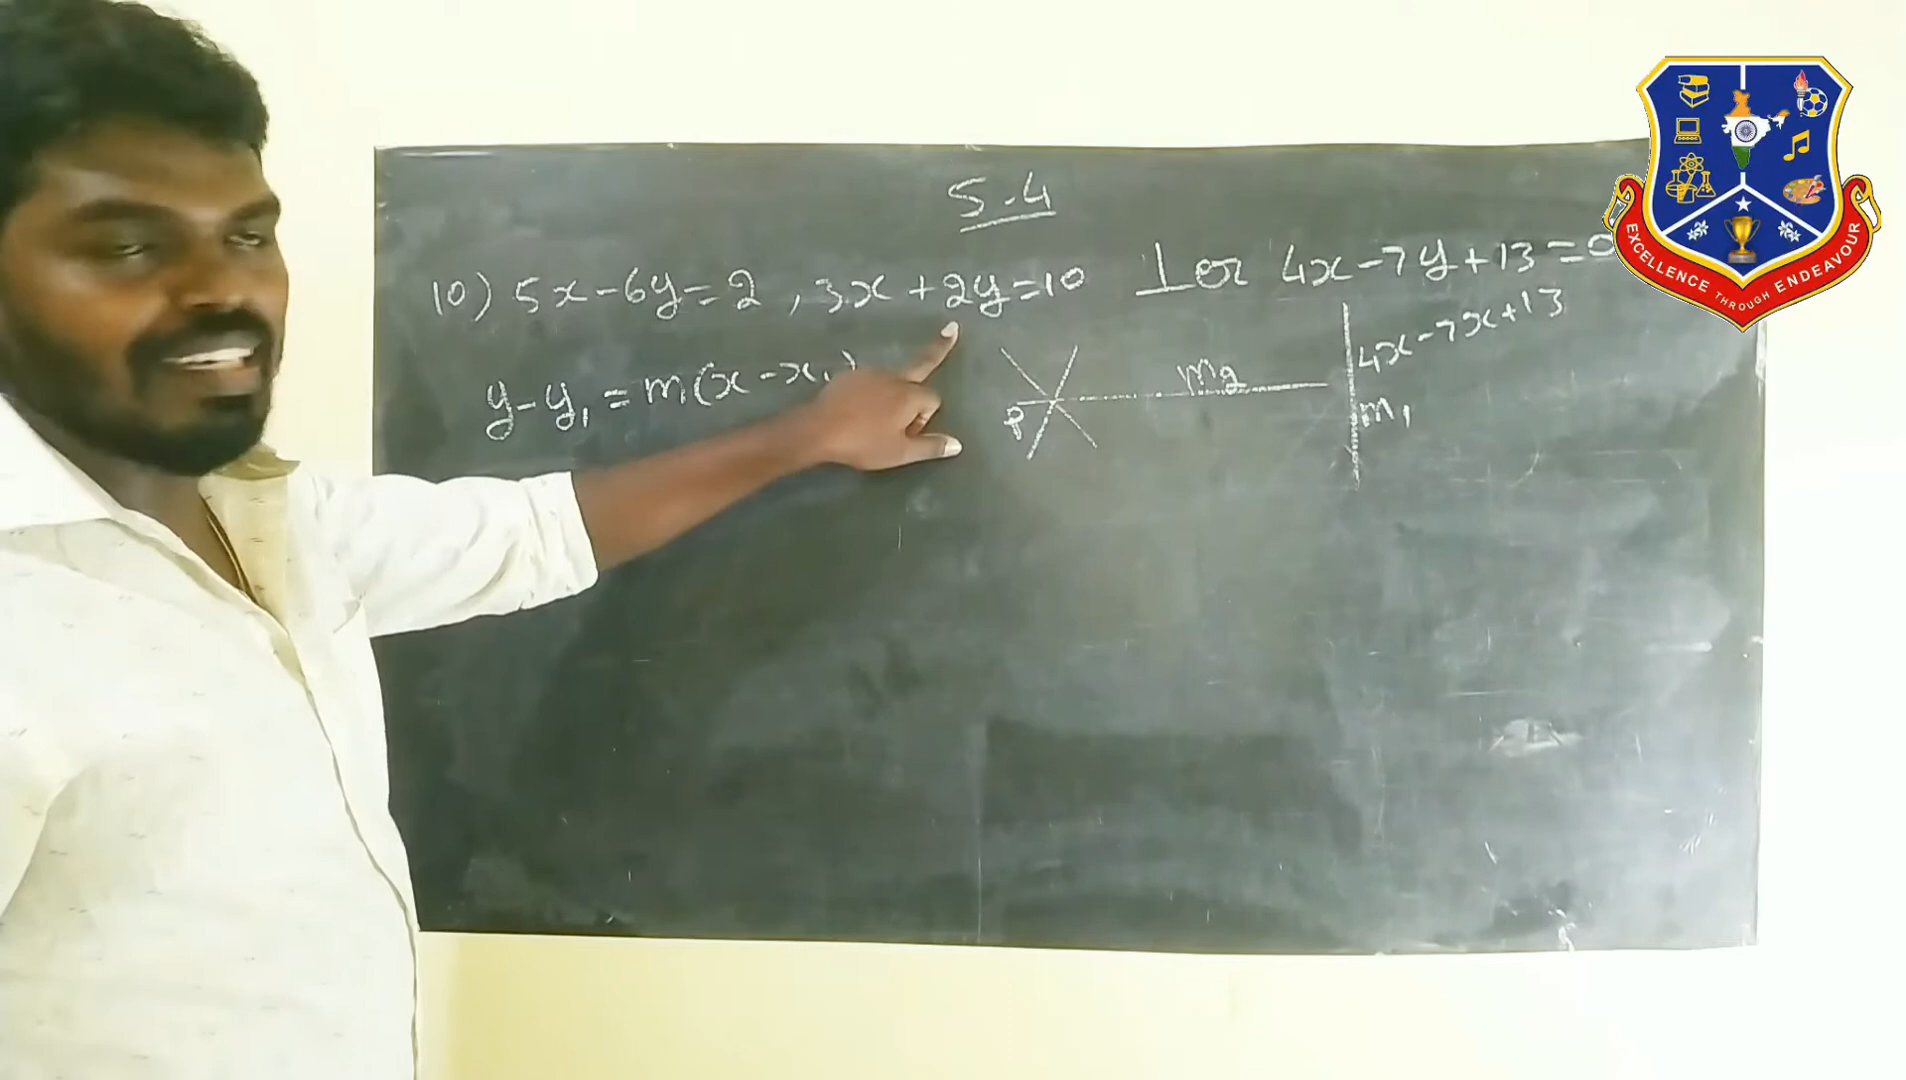 5.4
10) 5x-6y=2 , 3x+2y=10 ⊥er 4x-7y+13=0
4x-7x+13
y-y₁=m(x-x₁)
m₂
P
m₁
EXCELLENCE THROUGH ENDEAVOUR